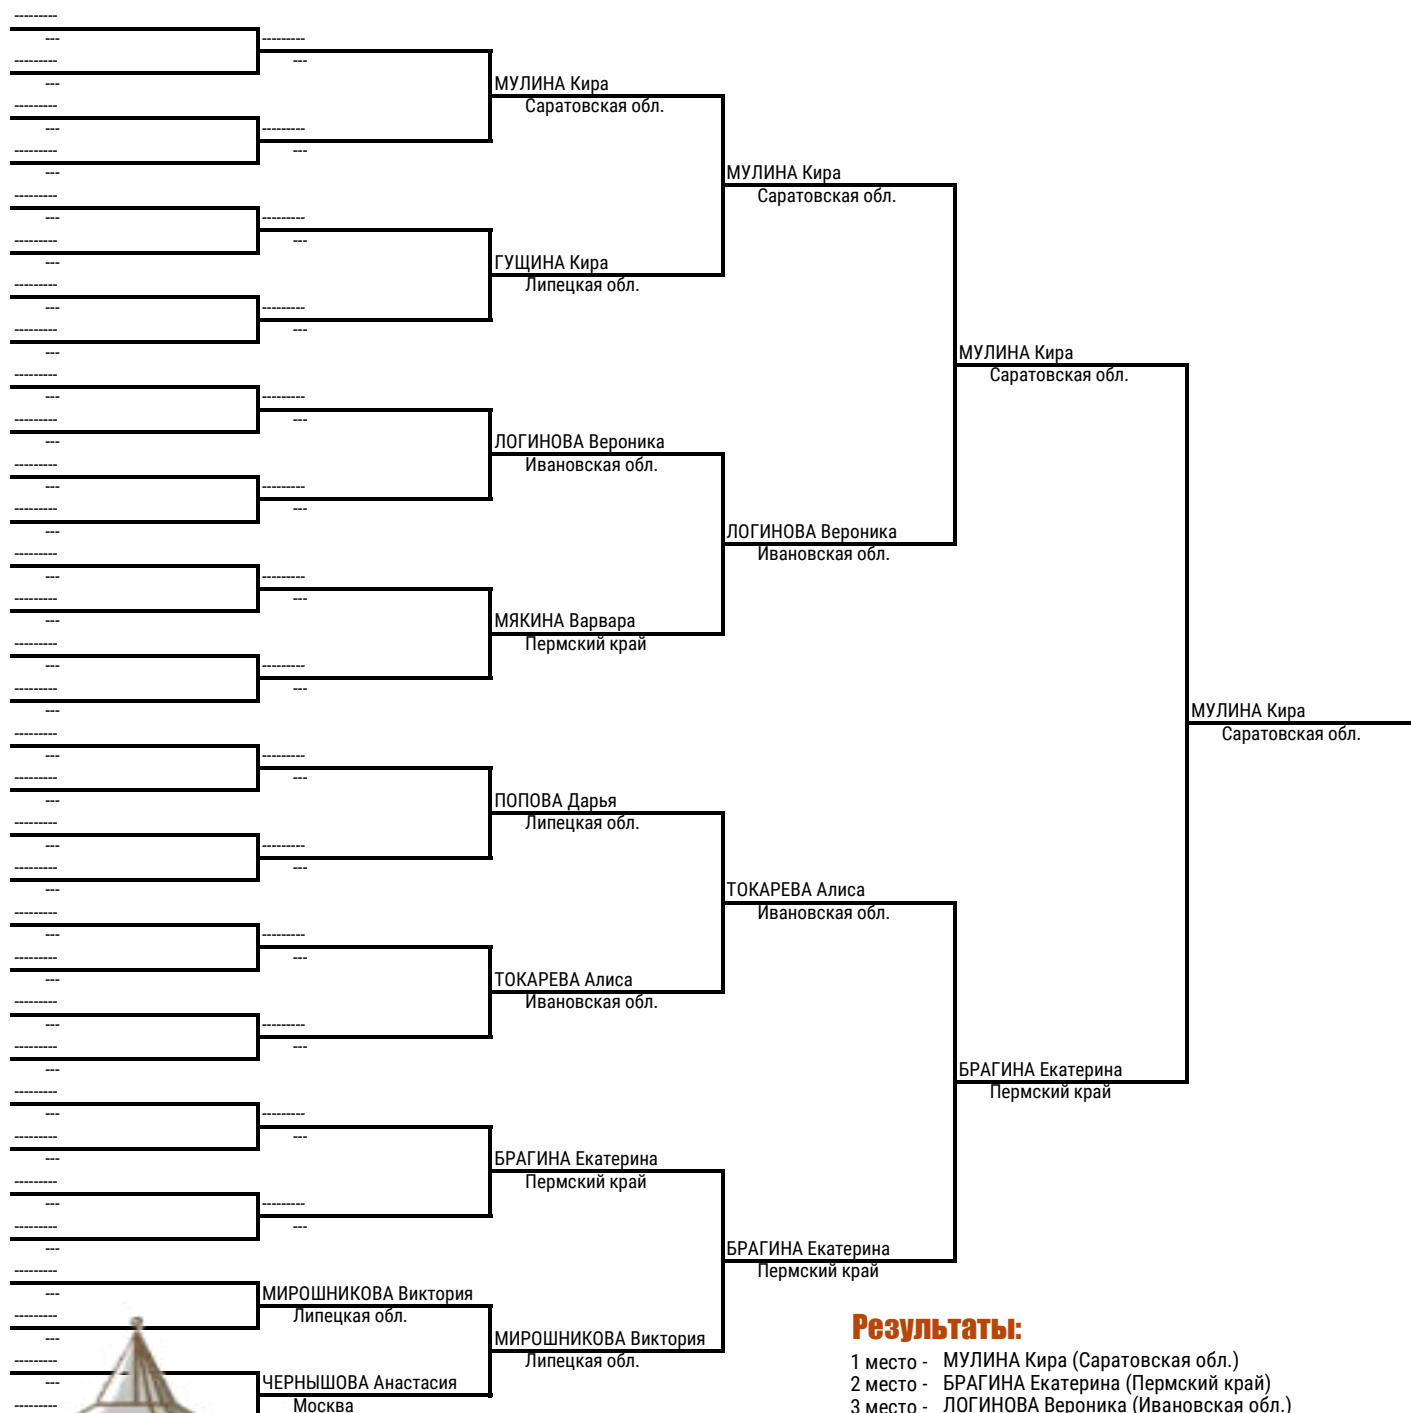 МУЛИНА Кира
Саратовская обл.
МУЛИНА Кира
Саратовская обл.
ГУЩИНА Кира
Липецкая обл.
МУЛИНА Кира
Саратовская обл.
ЛОГИНОВА Вероника
Ивановская обл.
ЛОГИНОВА Вероника
Ивановская обл.
МЯКИНА Варвара
Пермский край
МУЛИНА Кира
Саратовская обл.
ПОПОВА Дарья
Липецкая обл.
ТОКАРЕВА Алиса
Ивановская обл.
ТОКАРЕВА Алиса
Ивановская обл.
БРАГИНА Екатерина
Пермский край
БРАГИНА Екатерина
Пермский край
БРАГИНА Екатерина
Пермский край
МИРОШНИКОВА Виктория
Липецкая обл.
МИРОШНИКОВА Виктория
Липецкая обл.
ЧЕРНЫШОВА Анастасия
Москва
Результаты:
1 место - МУЛИНА Кира (Саратовская обл.)
2 место - БРАГИНА Екатерина (Пермский край)
3 место - ЛОГИНОВА Вероника (Ивановская обл.)